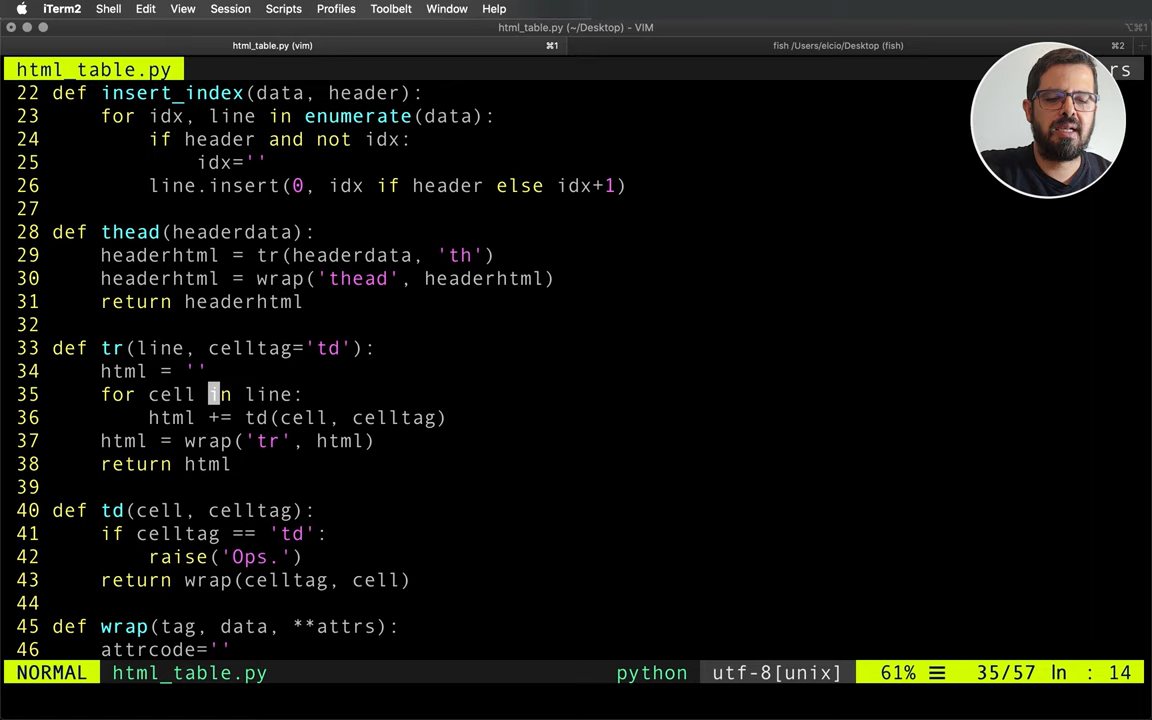 iTerm2 Shell Edit View Session Scripts Profiles Toolbelt Window Help
html_table.py (~/Desktop) - VIM
⌥⌘1
html_table.py (vim) ⌘1 fish /Users/elcio/Desktop (fish) ⌘2 +
html_table.py rs
22 def insert_index(data, header):
23     for idx, line in enumerate(data):
24         if header and not idx:
25             idx=''
26         line.insert(0, idx if header else idx+1)
27
28 def thead(headerdata):
29     headerhtml = tr(headerdata, 'th')
30     headerhtml = wrap('thead', headerhtml)
31     return headerhtml
32
33 def tr(line, celltag='td'):
34     html = ''
35     for cell in line:
36         html += td(cell, celltag)
37     html = wrap('tr', html)
38     return html
39
40 def td(cell, celltag):
41     if celltag == 'td':
42         raise('Ops.')
43     return wrap(celltag, cell)
44
45 def wrap(tag, data, **attrs):
46     attrcode=''
NORMAL html_table.py python utf-8[unix] 61% ☰ 35/57 ln : 14